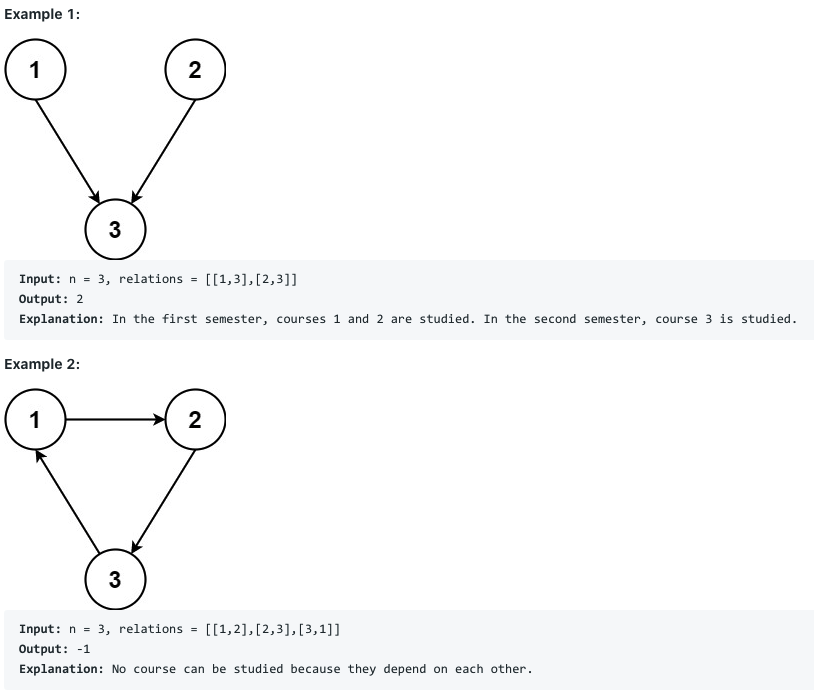 Example 1:
1 2
3
Input: n = 3, relations = [[1,3],[2,3]]
Output: 2
Explanation: In the first semester, courses 1 and 2 are studied. In the second semester, course 3 is studied.
Example 2:
1 2
3
Input: n = 3, relations = [[1,2],[2,3],[3,1]]
Output: -1
Explanation: No course can be studied because they depend on each other.